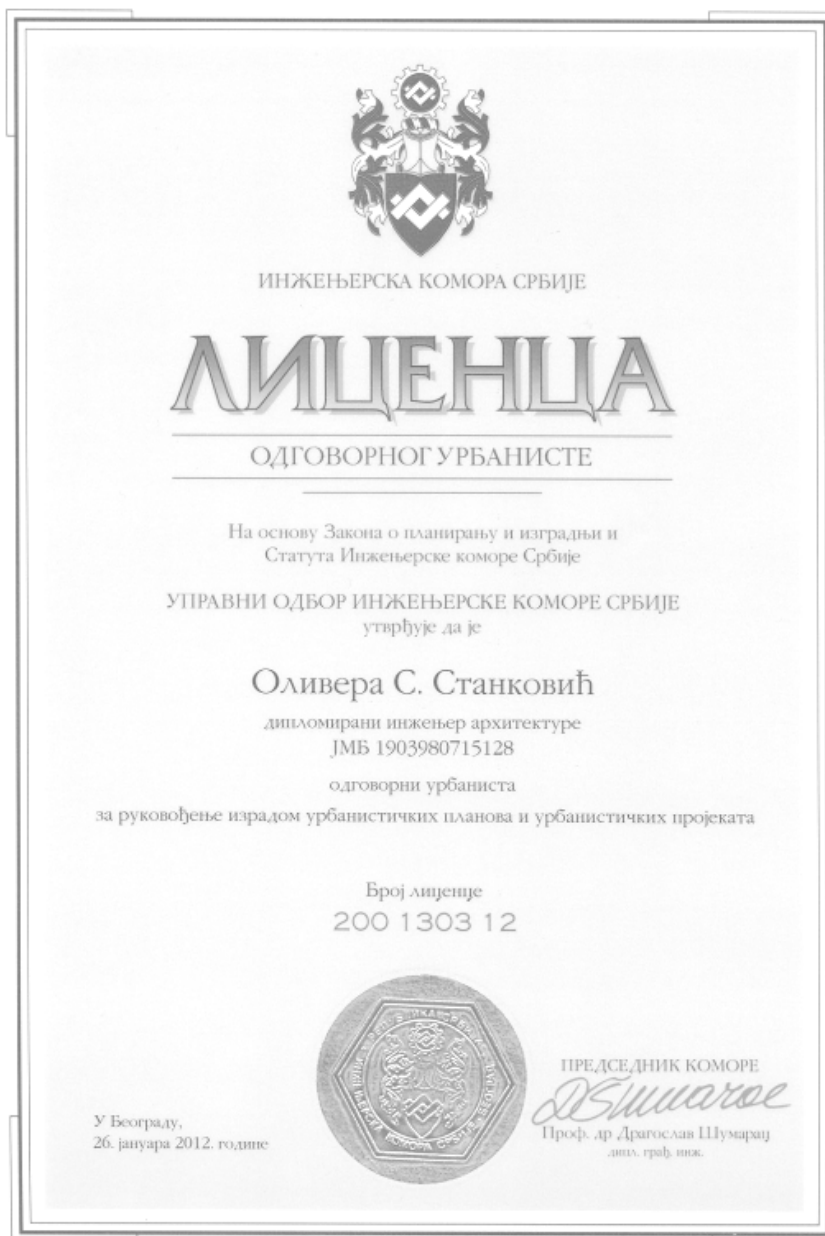 ИНЖЕЊЕРСКА КОМОРА СРБИЈЕ
ЛИЦЕНЦА
ОДГОВОРНОГ УРБАНИСТЕ
На основу Закона о планирању и изградњи и
Статута Инжењерске коморе Србије
УПРАВНИ ОДБОР ИНЖЕЊЕРСКЕ КОМОРЕ СРБИЈЕ
утврђује да је
Оливера С. Станковић
дипломирани инжењер архитектуре
ЈМБ 1903980715128
одговорни урбаниста
за руковођење израдом урбанистичких планова и урбанистичких пројеката
Број лиценце
200 1303 12
ПРЕДСЕДНИК КОМОРЕ
Проф. др Драгослав Шумарац
дипл. грађ. инж.
У Београду,
26. јануара 2012. године